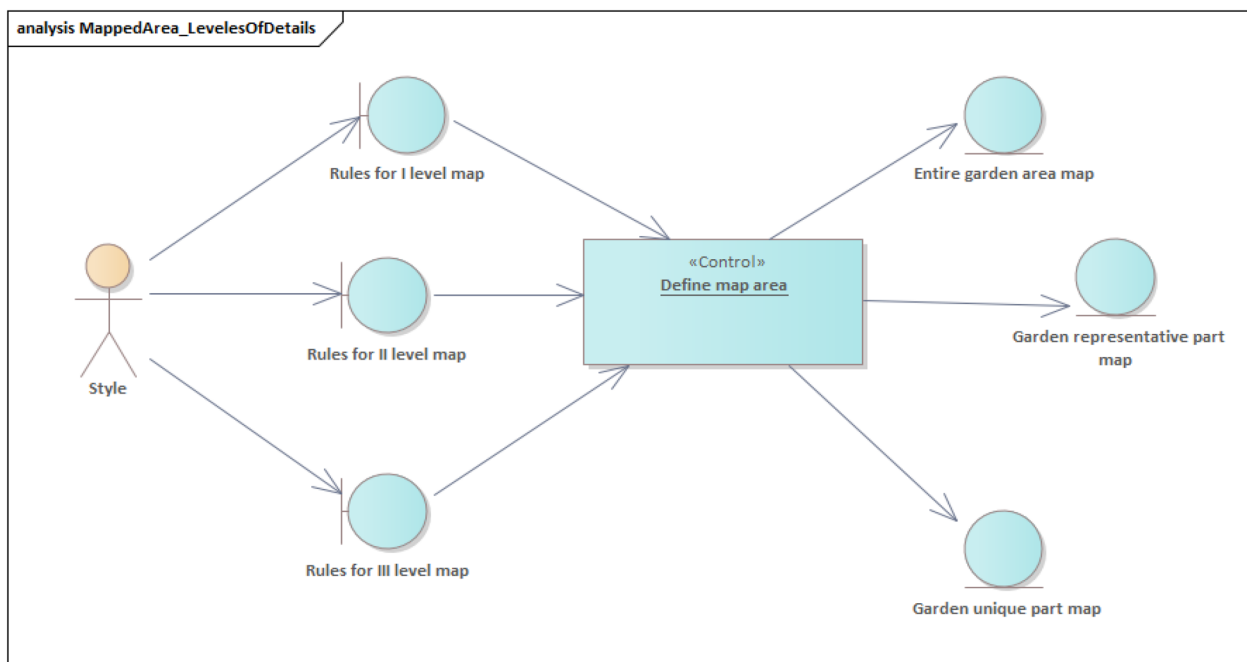 analysis MappedArea_LevelesOfDetails
Rules for I level map
Entire garden area map
«Control»
Define map area
Rules for II level map
Garden representative part
map
Style
Rules for III level map
Garden unique part map